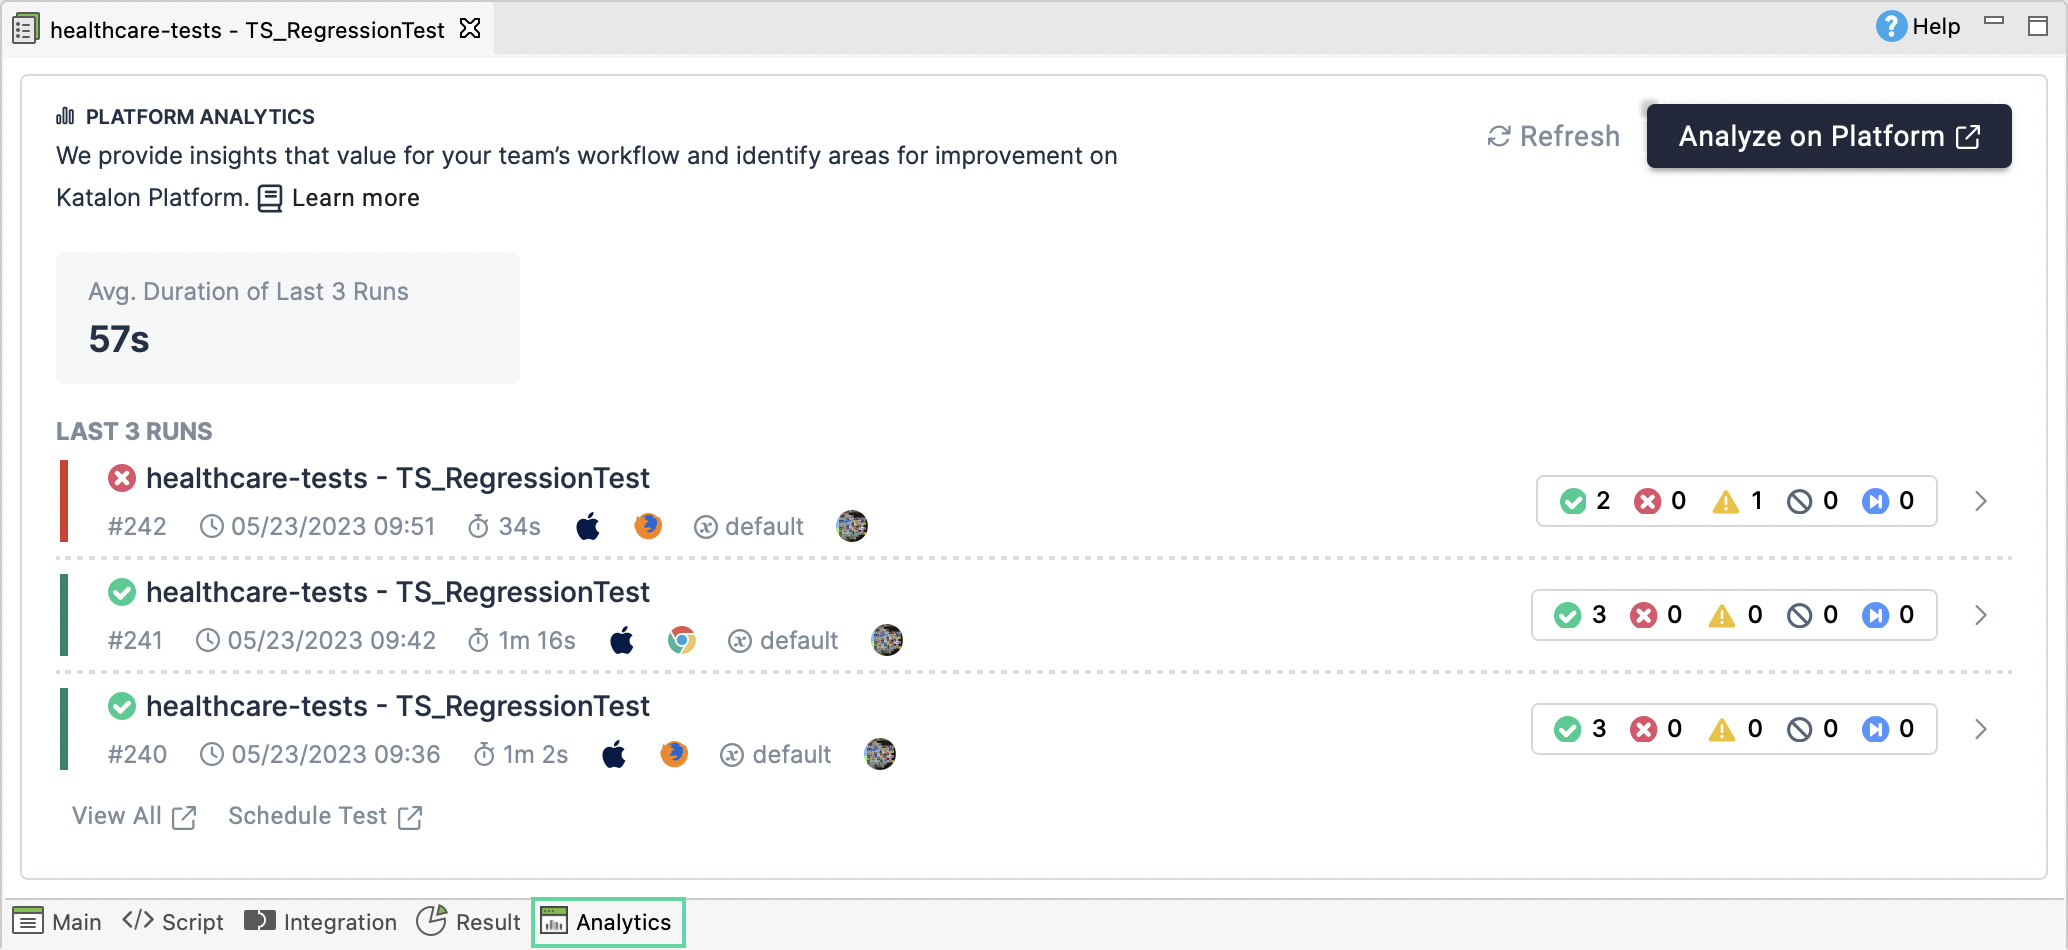 healthcare-tests - TS_RegressionTest
Help
PLATFORM ANALYTICS
We provide insights that value for your team’s workflow and identify areas for improvement on
Katalon Platform. Learn more
Refresh
Analyze on Platform
Avg. Duration of Last 3 Runs
57s
LAST 3 RUNS
healthcare-tests - TS_RegressionTest
#242 05/23/2023 09:51 34s default
2 0 1 0 0
healthcare-tests - TS_RegressionTest
#241 05/23/2023 09:42 1m 16s default
3 0 0 0 0
healthcare-tests - TS_RegressionTest
#240 05/23/2023 09:36 1m 2s default
3 0 0 0 0
View All Schedule Test
Main Script Integration Result Analytics